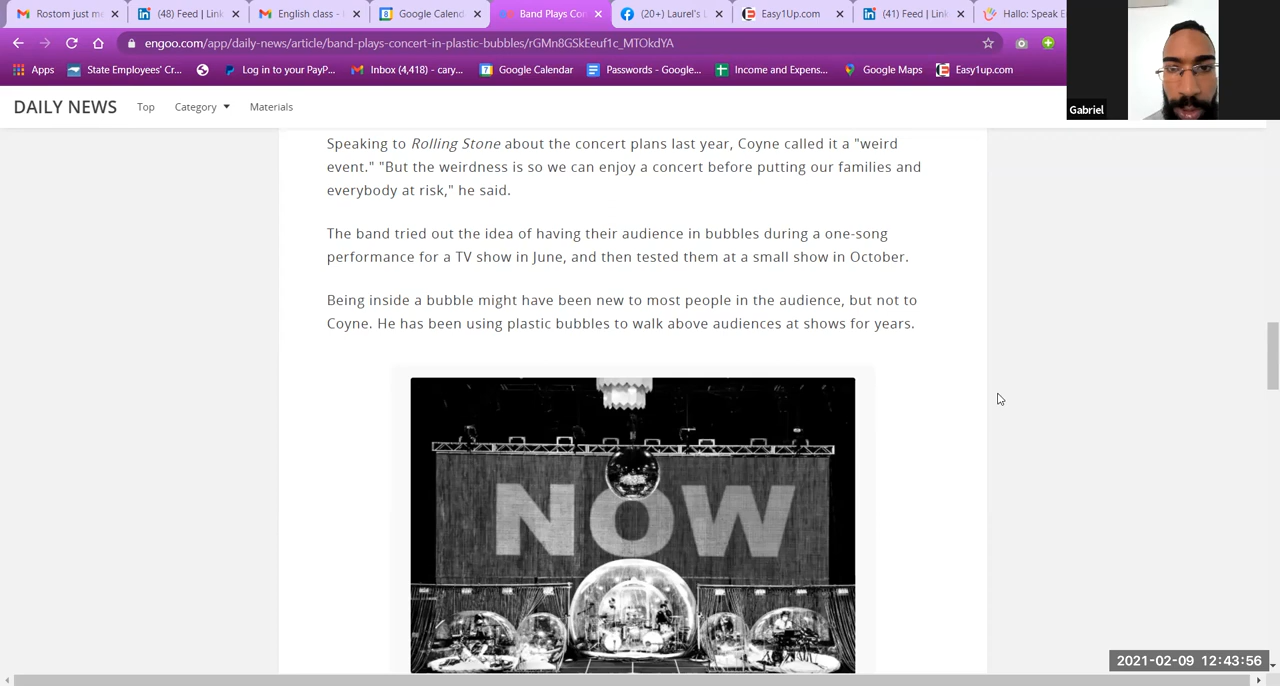 Rostom just me
(48) Feed | Link
English class -
Google Calend
Band Plays Con
(20+) Laurel's L
Easy1Up.com
(41) Feed | Link
Hallo: Speak E
engoo.com/app/daily-news/article/band-plays-concert-in-plastic-bubbles/rGMn8GSkEeuf1c_MTOkdYA
Apps State Employees' Cr... Log in to your PayP... Inbox (4,418) - cary... Google Calendar Passwords - Google... Income and Expens... Google Maps Easy1up.com
Gabriel
DAILY NEWS Top Category Materials
Speaking to Rolling Stone about the concert plans last year, Coyne called it a "weird
event." "But the weirdness is so we can enjoy a concert before putting our families and
everybody at risk," he said.
The band tried out the idea of having their audience in bubbles during a one-song
performance for a TV show in June, and then tested them at a small show in October.
Being inside a bubble might have been new to most people in the audience, but not to
Coyne. He has been using plastic bubbles to walk above audiences at shows for years.
NOW
2021-02-09 12:43:56